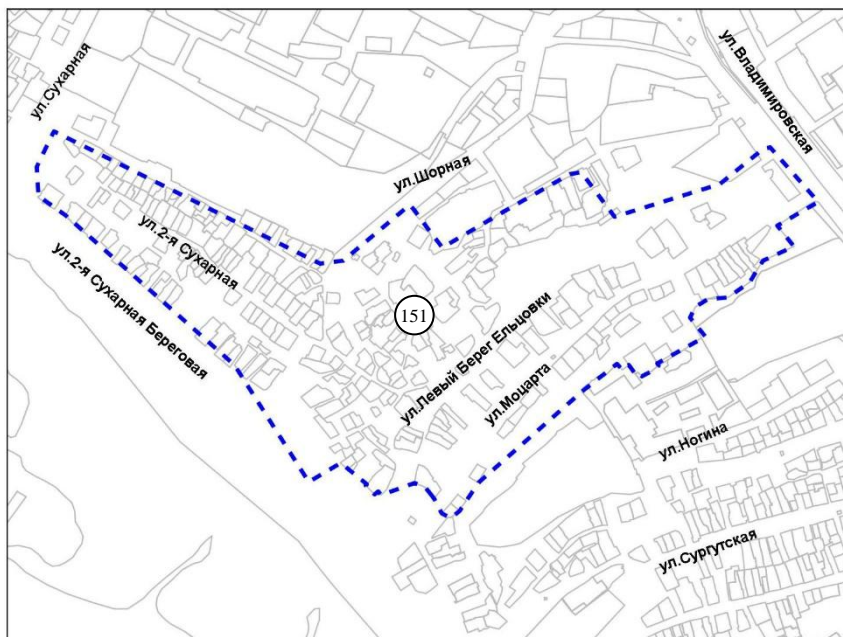 ул.Сухарная
ул.Владимировская
ул.Шорная
ул.2-я Сухарная
ул.2-я Сухарная Береговая
151
ул.Левый Берег Ельцовки
ул.Моцарта
ул.Ногина
ул.Сургутская